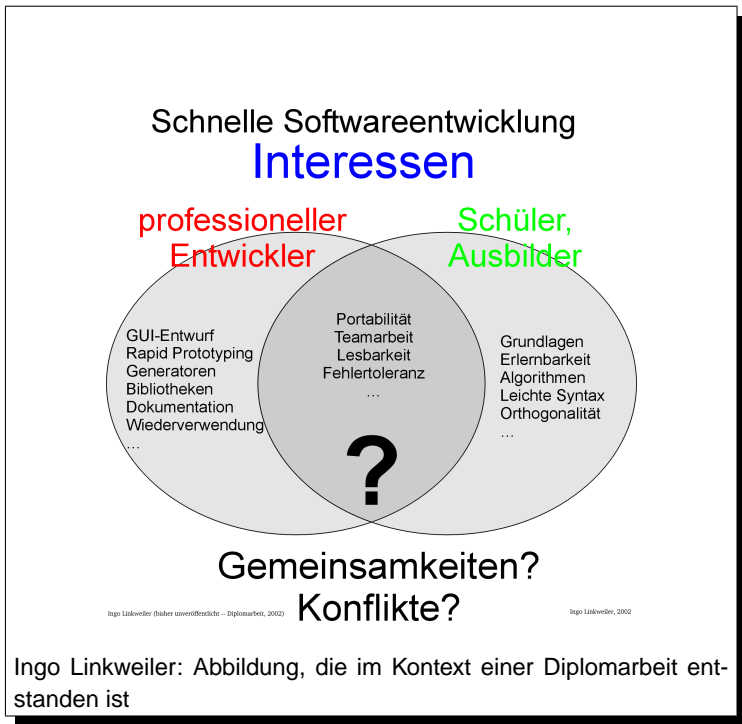 Schnelle Softwareentwicklung
Interessen
professioneller
Entwickler
Schüler,
Ausbilder
GUI-Entwurf
Rapid Prototyping
Generatoren
Bibliotheken
Dokumentation
Wiederverwendung
...
Portabilität
Teamarbeit
Lesbarkeit
Fehlertoleranz
...
?
Grundlagen
Erlernbarkeit
Algorithmen
Leichte Syntax
Orthogonalität
...
Gemeinsamkeiten?
Konflikte?
Ingo Linkweiler (bisher unveröffentlicht -- Diplomarbeit, 2002)
Ingo Linkweiler, 2002
Ingo Linkweiler: Abbildung, die im Kontext einer Diplomarbeit ent-
standen ist